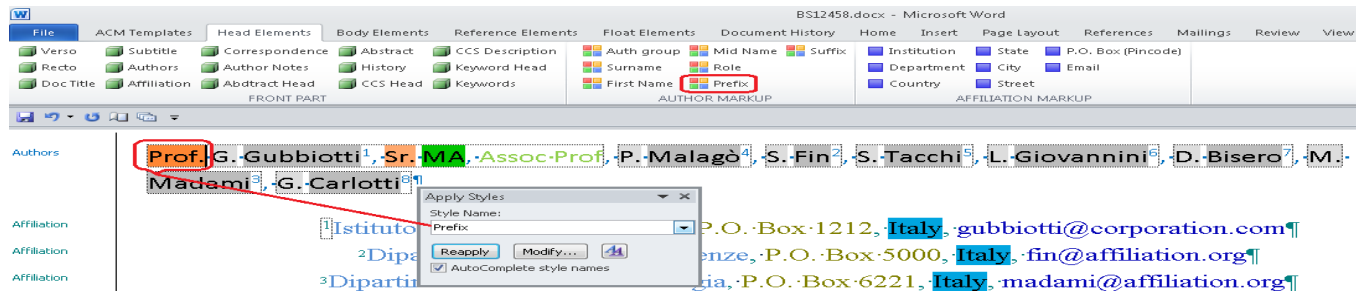 W
BS12458.docx - Microsoft Word
File ACM Templates Head Elements Body Elements Reference Elements Float Elements Document History Home Insert Page Layout References Mailings Review View
Verso Subtitle Correspondence Abstract CCS Description Auth group Mid Name Suffix Institution State P.O. Box (Pincode)
Recto Authors Author Notes History Keyword Head Surname Role Department City Email
Doc Title Affiliation Abdtract Head CCS Head Keywords First Name Prefix Country Street
FRONT PART AUTHOR MARKUP AFFILIATION MARKUP
Authors Prof. G. Gubbiotti¹, Sr. MA, Assoc Prof, P. Malagò⁴, S. Fin², S. Tacchi⁵, L. Giovannini⁶, D. Bisero⁷, M.
Madami³, G. Carlotti⁸¶
Apply Styles
Style Name:
Affiliation ¹Istituto Prefix P.O. Box 1212, Italy, gubbiotti@corporation.com¶
Affiliation ²Dipa Reapply Modify... enze, P.O. Box 5000, Italy, fin@affiliation.org¶
AutoComplete style names
Affiliation ³Dipartim gia, P.O. Box 6221, Italy, madami@affiliation.org¶